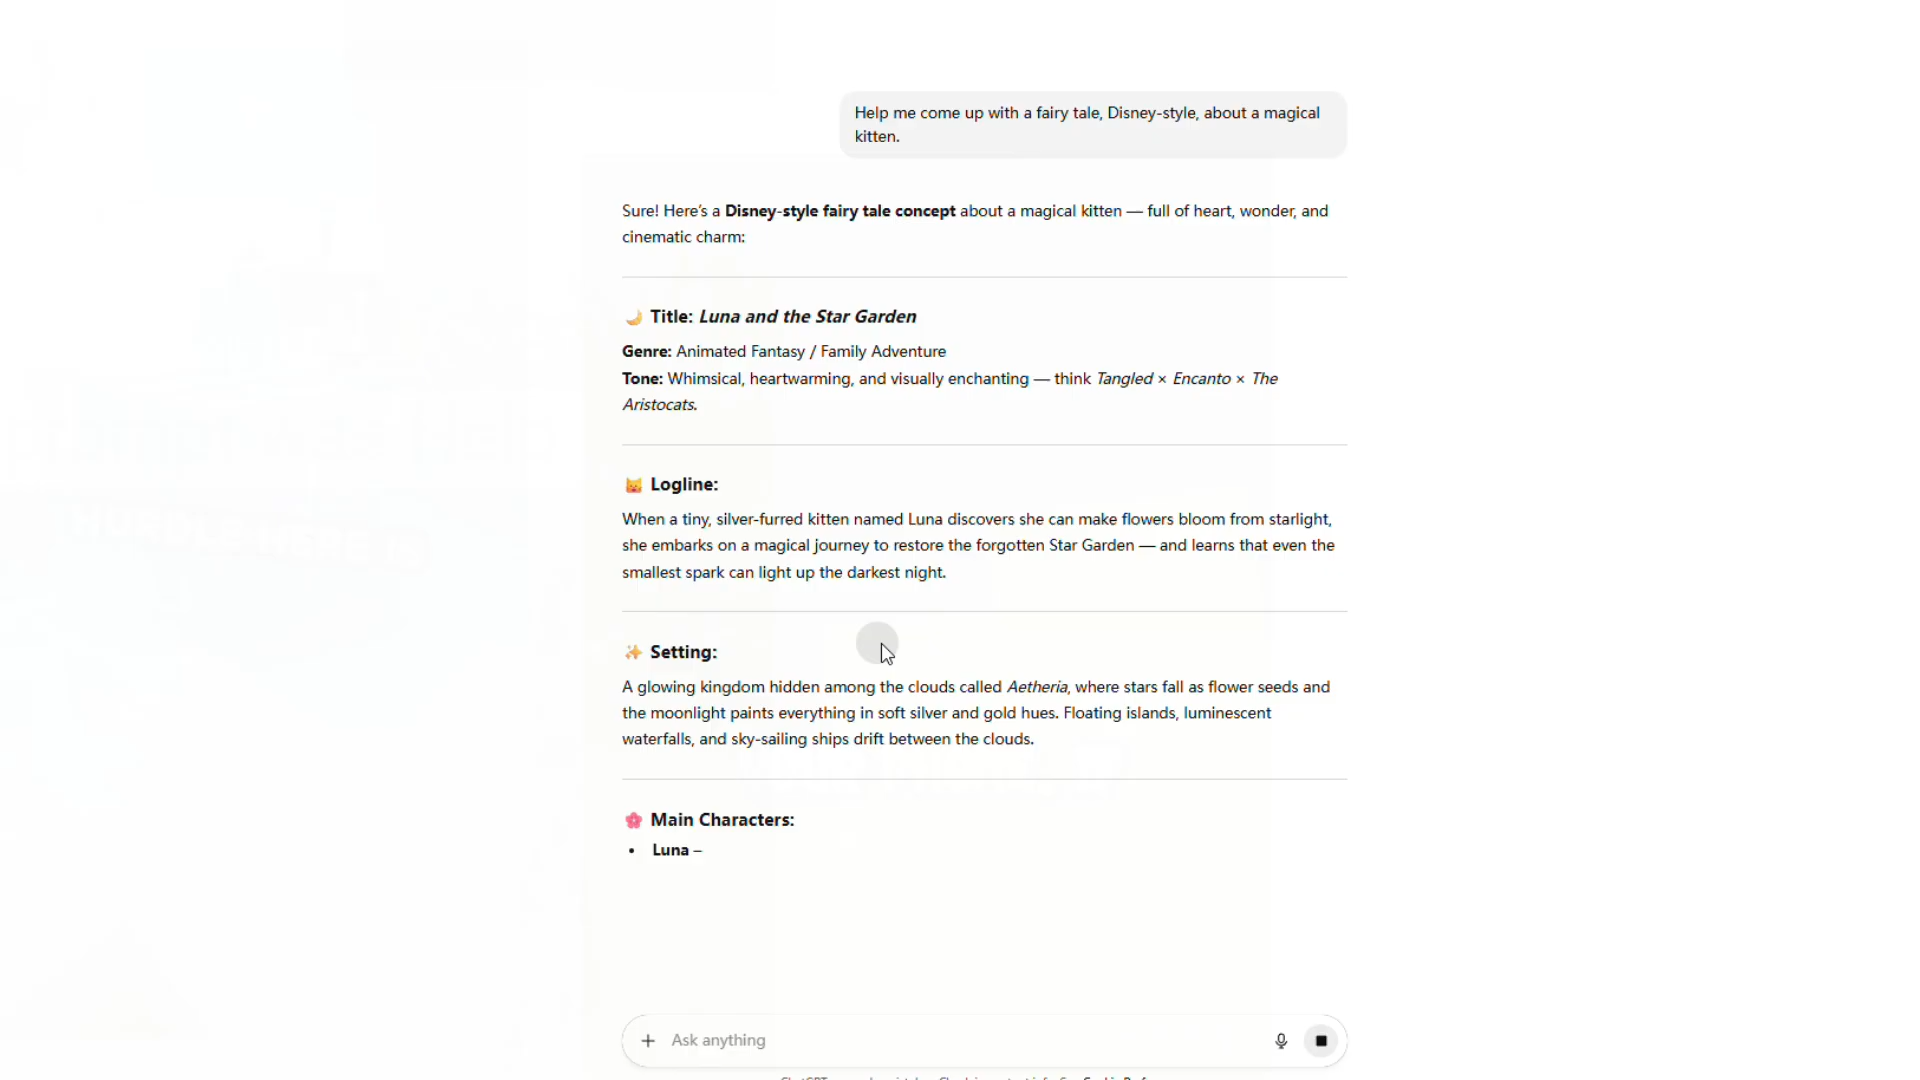 Help me come up with a fairy tale, Disney-style, about a magical
kitten.
Sure! Here's a Disney-style fairy tale concept about a magical kitten — full of heart, wonder, and
cinematic charm:
🌙 Title: Luna and the Star Garden
Genre: Animated Fantasy / Family Adventure
Tone: Whimsical, heartwarming, and visually enchanting — think Tangled × Encanto × The
Aristocats.
🐱 Logline:
When a tiny, silver-furred kitten named Luna discovers she can make flowers bloom from starlight,
she embarks on a magical journey to restore the forgotten Star Garden — and learns that even the
smallest spark can light up the darkest night.
✨ Setting:
A glowing kingdom hidden among the clouds called Aetheria, where stars fall as flower seeds and
the moonlight paints everything in soft silver and gold hues. Floating islands, luminescent
waterfalls, and sky-sailing ships drift between the clouds.
🌸 Main Characters:
• Luna –
Ask anything